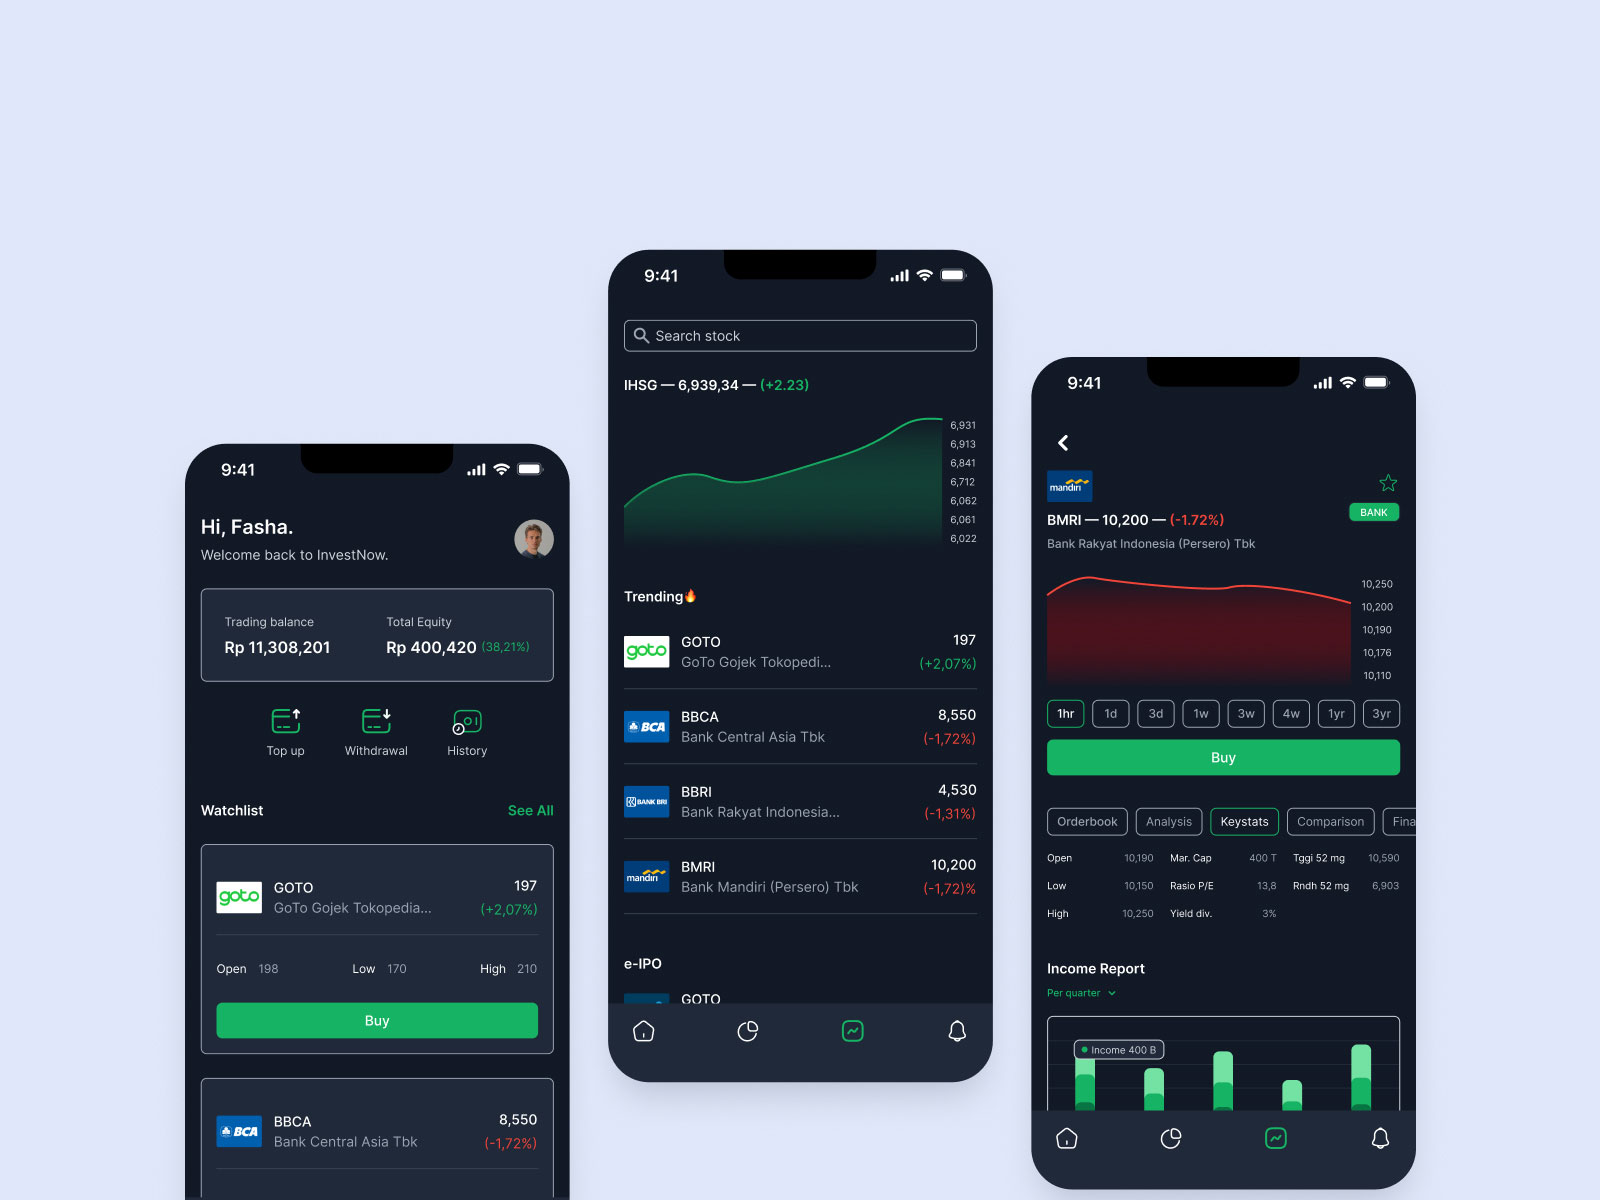 9:41
Hi, Fasha.
Welcome back to InvestNow.
Trading balance
Rp 11,308,201
Total Equity
Rp 400,420 (38,21%)
Top up
Withdrawal
History
Watchlist
See All
goto
GOTO
GoTo Gojek Tokopedia...
197
(+2,07%)
Open 198
Low 170
High 210
Buy
BCA
BBCA
Bank Central Asia Tbk
8,550
(-1,72%)
9:41
Search stock
IHSG — 6,939,34 — (+2.23)
6,931
6,913
6,841
6,712
6,062
6,061
6,022
Trending🔥
goto
GOTO
GoTo Gojek Tokopedi...
197
(+2,07%)
BCA
BBCA
Bank Central Asia Tbk
8,550
(-1,72%)
BANK BRI
BBRI
Bank Rakyat Indonesia...
4,530
(-1,31%)
mandiri
BMRI
Bank Mandiri (Persero) Tbk
10,200
(-1,72)%
e-IPO
GOTO
9:41
mandiri
BANK
BMRI — 10,200 — (-1.72%)
Bank Rakyat Indonesia (Persero) Tbk
10,250
10,200
10,190
10,176
10,110
1hr
1d
3d
1w
3w
4w
1yr
3yr
Buy
Orderbook
Analysis
Keystats
Comparison
Fina
Open 10,190
Mar. Cap 400 T
Tggi 52 mg 10,590
Low 10,150
Rasio P/E 13,8
Rndh 52 mg 6,903
High 10,250
Yield div. 3%
Income Report
Per quarter
Income 400 B